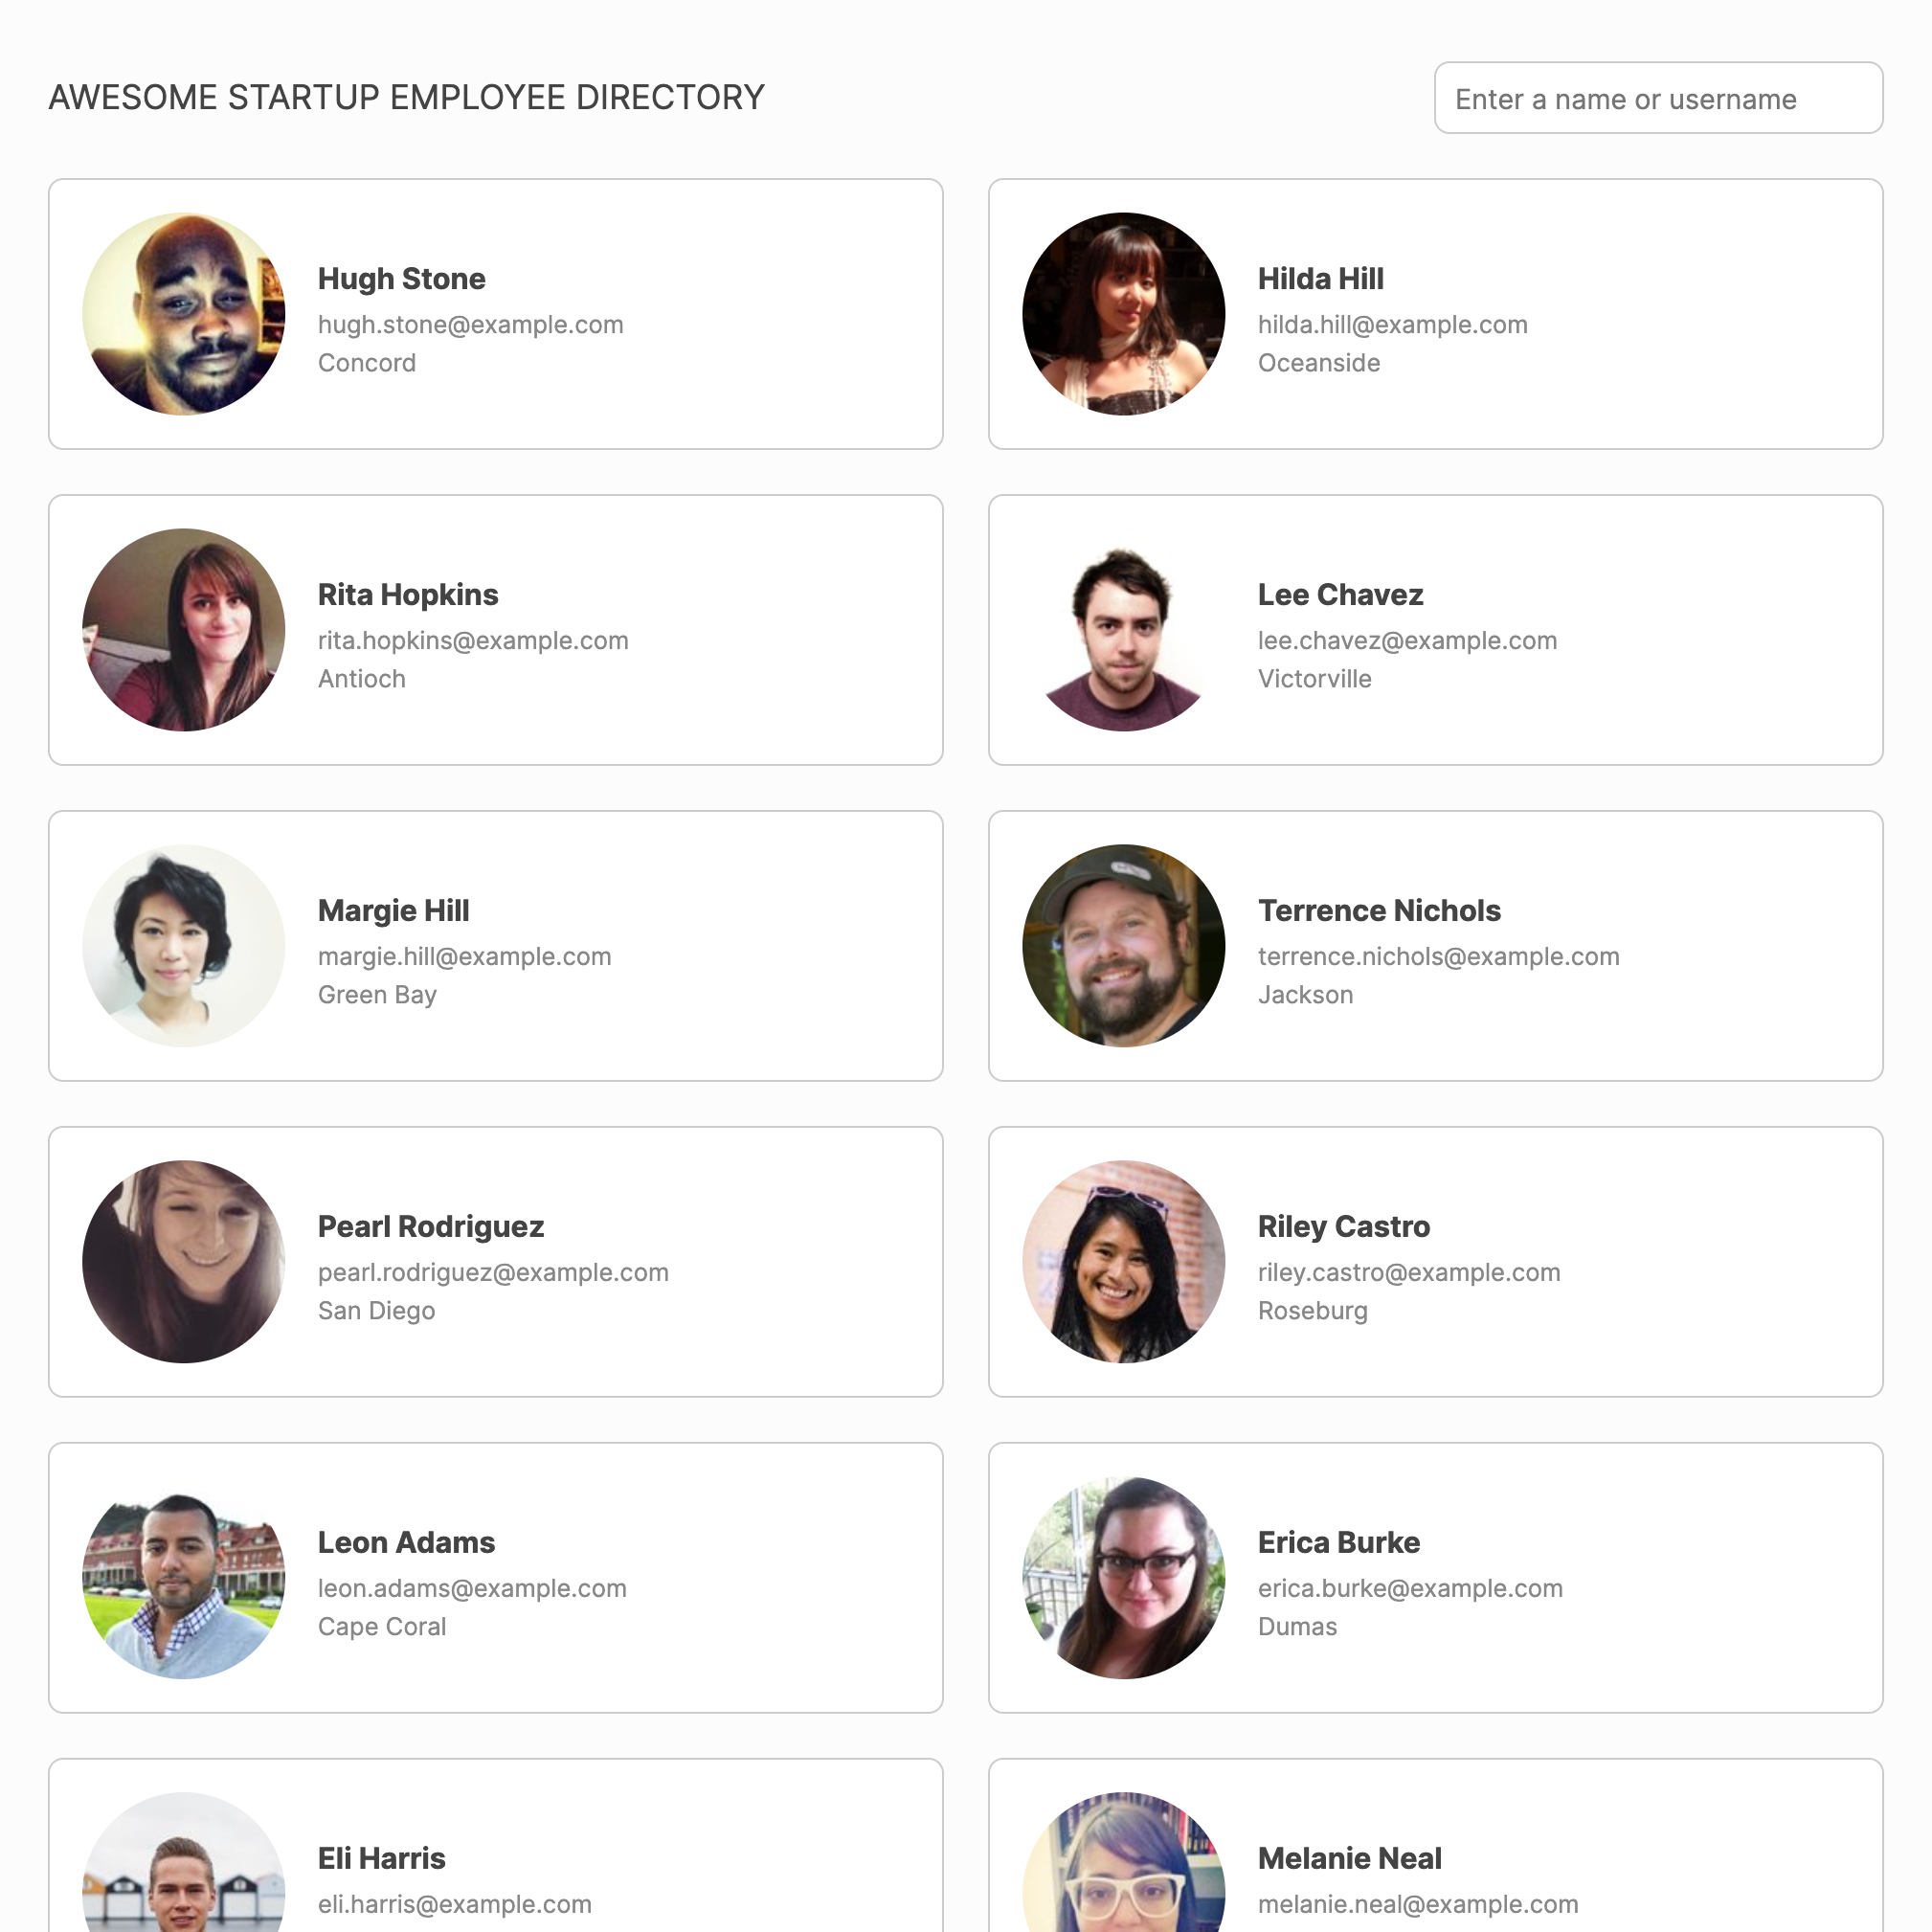 AWESOME STARTUP EMPLOYEE DIRECTORY
Enter a name or username
Hugh Stone
hugh.stone@example.com
Concord
Hilda Hill
hilda.hill@example.com
Oceanside
Rita Hopkins
rita.hopkins@example.com
Antioch
Lee Chavez
lee.chavez@example.com
Victorville
Margie Hill
margie.hill@example.com
Green Bay
Terrence Nichols
terrence.nichols@example.com
Jackson
Pearl Rodriguez
pearl.rodriguez@example.com
San Diego
Riley Castro
riley.castro@example.com
Roseburg
Leon Adams
leon.adams@example.com
Cape Coral
Erica Burke
erica.burke@example.com
Dumas
Eli Harris
eli.harris@example.com
Melanie Neal
melanie.neal@example.com